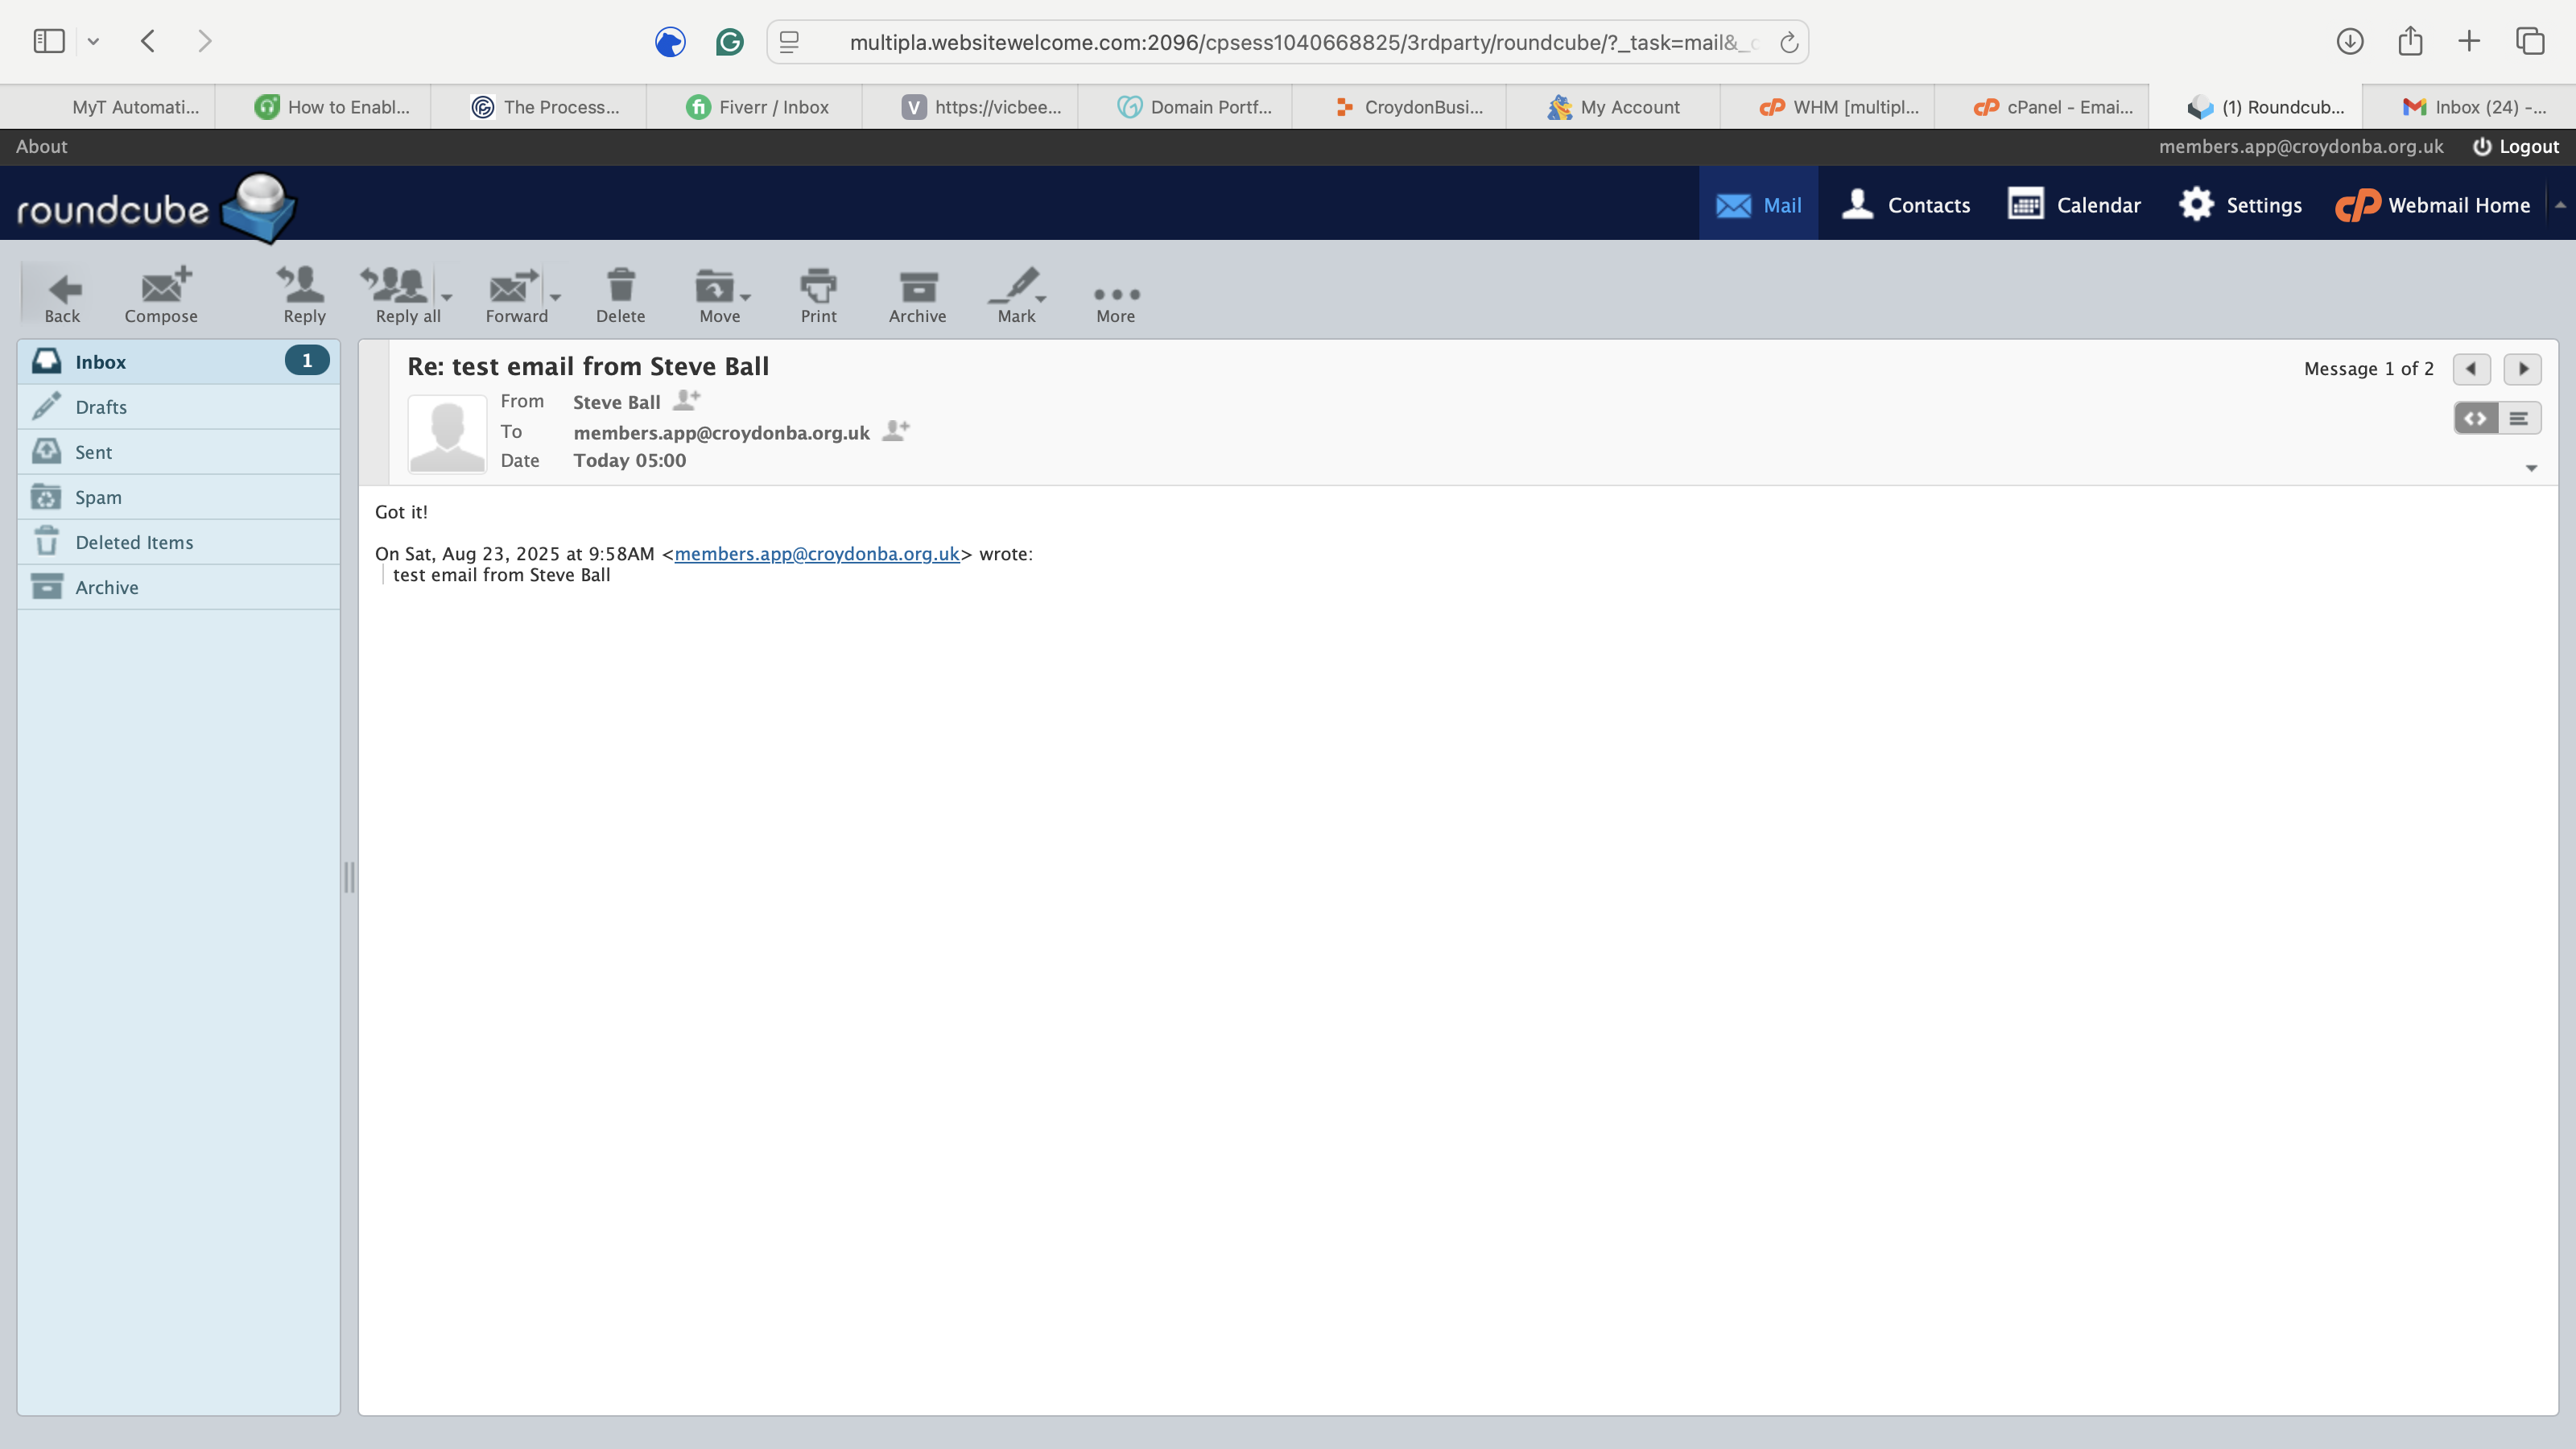 multipla.websitewelcome.com:2096/cpsess1040668825/3rdparty/roundcube/?_task=mail&_
MyT Automati... How to Enabl... The Process... Fiverr / Inbox https://vicbee... Domain Portf... CroydonBusi... My Account WHM [multipl... cPanel - Emai... (1) Roundcub... Inbox (24) -...
About members.app@croydonba.org.uk Logout
roundcube Mail Contacts Calendar Settings cP Webmail Home
Back Compose Reply Reply all Forward Delete Move Print Archive Mark More
Inbox 1
Drafts
Sent
Spam
Deleted Items
Archive
Re: test email from Steve Ball Message 1 of 2
From Steve Ball
To members.app@croydonba.org.uk
Date Today 05:00
Got it!
On Sat, Aug 23, 2025 at 9:58AM <members.app@croydonba.org.uk> wrote:
test email from Steve Ball